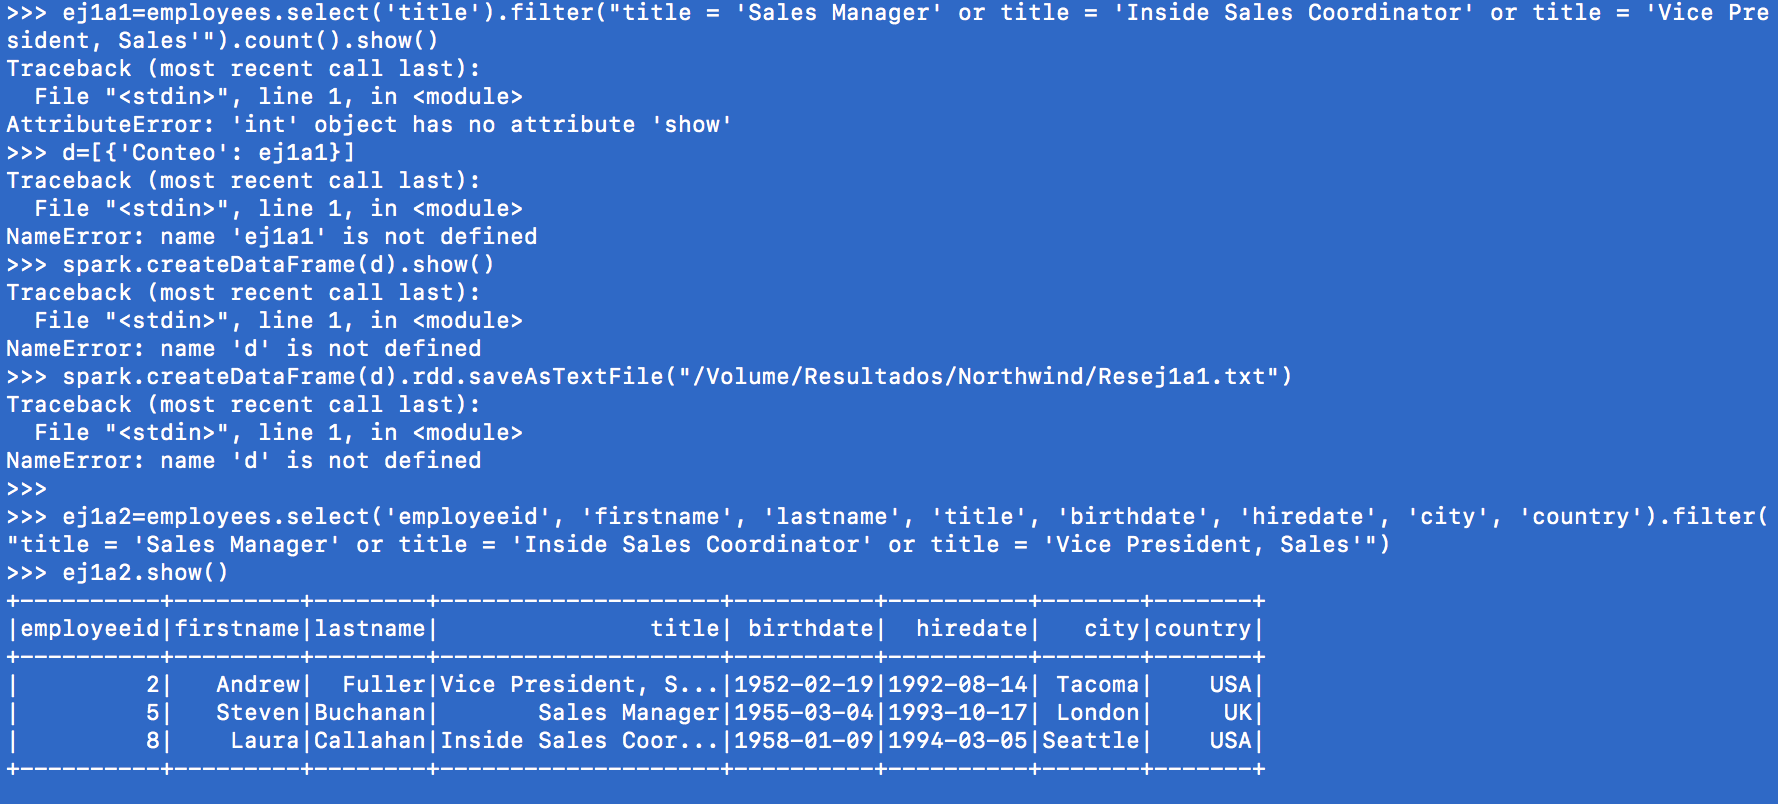 >>> ej1a1=employees.select('title').filter("title = 'Sales Manager' or title = 'Inside Sales Coordinator' or title = 'Vice Pre
sident, Sales'").count().show()
Traceback (most recent call last):
  File "<stdin>", line 1, in <module>
AttributeError: 'int' object has no attribute 'show'
>>> d=[{'Conteo': ej1a1}]
Traceback (most recent call last):
  File "<stdin>", line 1, in <module>
NameError: name 'ej1a1' is not defined
>>> spark.createDataFrame(d).show()
Traceback (most recent call last):
  File "<stdin>", line 1, in <module>
NameError: name 'd' is not defined
>>> spark.createDataFrame(d).rdd.saveAsTextFile("/Volume/Resultados/Northwind/Resej1a1.txt")
Traceback (most recent call last):
  File "<stdin>", line 1, in <module>
NameError: name 'd' is not defined
>>>
>>> ej1a2=employees.select('employeeid', 'firstname', 'lastname', 'title', 'birthdate', 'hiredate', 'city', 'country').filter(
"title = 'Sales Manager' or title = 'Inside Sales Coordinator' or title = 'Vice President, Sales'")
>>> ej1a2.show()
+----------+---------+--------+--------------------+----------+----------+-------+-------+
|employeeid|firstname|lastname|               title| birthdate|  hiredate|   city|country|
+----------+---------+--------+--------------------+----------+----------+-------+-------+
|         2|   Andrew|  Fuller|Vice President, S...|1952-02-19|1992-08-14| Tacoma|    USA|
|         5|   Steven|Buchanan|       Sales Manager|1955-03-04|1993-10-17| London|     UK|
|         8|    Laura|Callahan|Inside Sales Coor...|1958-01-09|1994-03-05|Seattle|    USA|
+----------+---------+--------+--------------------+----------+----------+-------+-------+